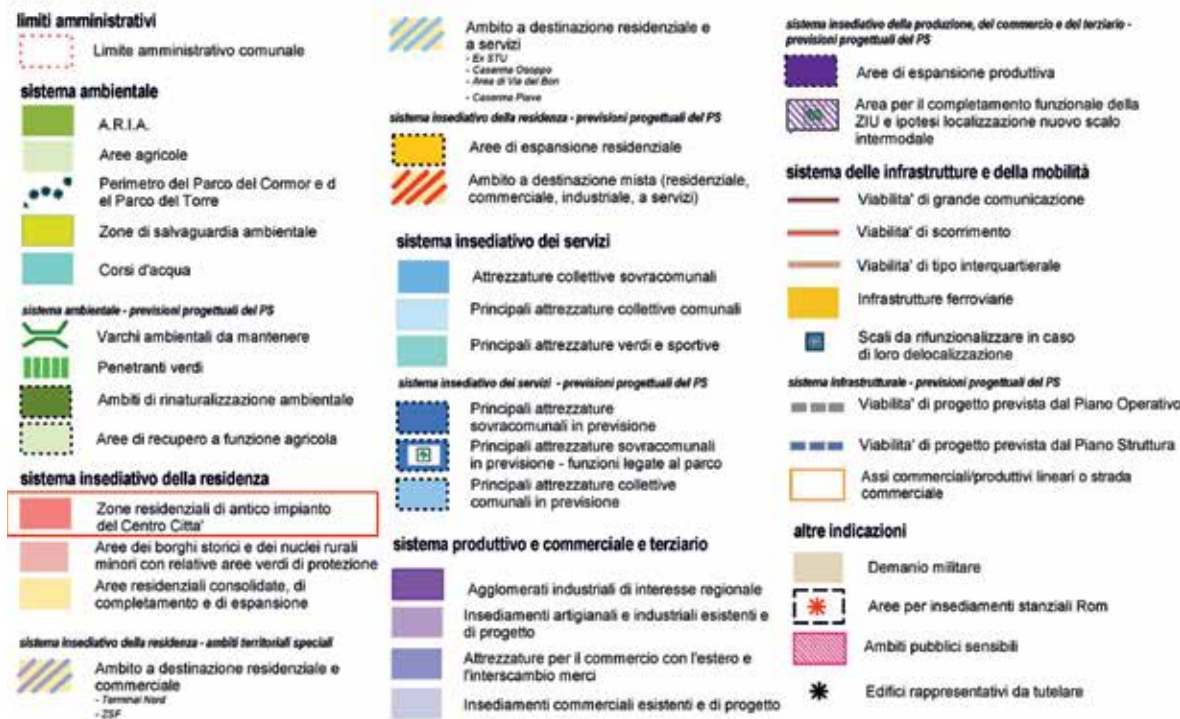 limiti amministrativi
Limite amministrativo comunale
sistema ambientale
A.R.I.A.
Aree agricole
Perimetro del Parco del Cormor e d
el Parco del Torre
Zone di salvaguardia ambientale
Corsi d'acqua
sistema ambientale - previsioni progettuali del PS
Varchi ambientali da mantenere
Penetranti verdi
Ambiti di rinaturalizzazione ambientale
Aree di recupero a funzione agricola
sistema insediativo della residenza
Zone residenziali di antico impianto
del Centro Citta'
Aree dei borghi storici e dei nuclei rurali
minori con relative aree verdi di protezione
Aree residenziali consolidate, di
completamento e di espansione
sistema insediativo della residenza - ambiti territoriali speciali
Ambito a destinazione residenziale e
commerciale
- Terminal Nord
- ZSF
Ambito a destinazione residenziale e
a servizi
- Ex STU
- Caserma Osoppo
- Area di Via del Bon
- Caserma Piave
sistema insediativo della residenza - previsioni progettuali del PS
Aree di espansione residenziale
Ambito a destinazione mista (residenziale,
commerciale, industriale, a servizi)
sistema insediativo dei servizi
Attrezzature collettive sovracomunali
Principali attrezzature collettive comunali
Principali attrezzature verdi e sportive
sistema insediativo dei servizi - previsioni progettuali del PS
Principali attrezzature
sovracomunali in previsione
Principali attrezzature sovracomunali
in previsione - funzioni legate al parco
Principali attrezzature collettive
comunali in previsione
sistema produttivo e commerciale e terziario
Agglomerati industriali di interesse regionale
Insediamenti artigianali e industriali esistenti e
di progetto
Attrezzature per il commercio con l'estero e
l'interscambio merci
Insediamenti commerciali esistenti e di progetto
sistema insediativo della produzione, del commercio e del terziario -
previsioni progettuali del PS
Aree di espansione produttiva
Area per il completamento funzionale della
ZIU e ipotesi localizzazione nuovo scalo
intermodale
sistema delle infrastrutture e della mobilità
Viabilita' di grande comunicazione
Viabilita' di scorrimento
Viabilita' di tipo interquartierale
Infrastrutture ferroviarie
Scali da rifunzionalizzare in caso
di loro delocalizzazione
sistema infrastrutturale - previsioni progettuali del PS
Viabilita' di progetto prevista dal Piano Operativo
Viabilita' di progetto prevista dal Piano Struttura
Assi commerciali/produttivi lineari o strada
commerciale
altre indicazioni
Demanio militare
Aree per insediamenti stanziali Rom
Ambiti pubblici sensibili
Edifici rappresentativi da tutelare